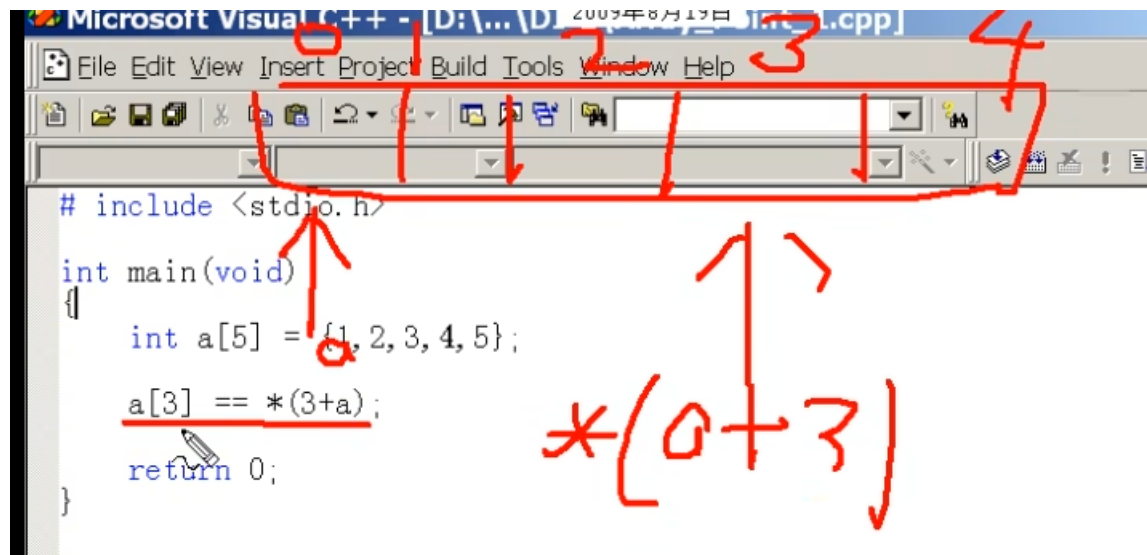 Microsoft Visual C++ - [D:\...\D
2009年8月19日
_1.cpp]
0 1 2 3 4
File Edit View Insert Project Build Tools Window Help
# include <stdio.h>
int main(void)
{
int a[5] = {1,2,3,4,5};
a
a[3] == *(3+a);
*(a+3)
return 0;
}